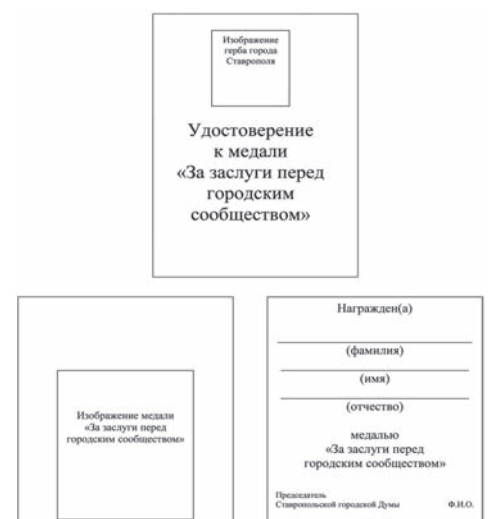 Изображение
герба города
Ставрополя
Удостоверение
к медали
«За заслуги перед
городским
сообществом»
Изображение медали
«За заслуги перед
городским сообществом»
Награжден(а)
(фамилия)
(имя)
(отчество)
медалью
«За заслуги перед
городским сообществом»
Председатель
Ставропольской городской Думы Ф.И.О.